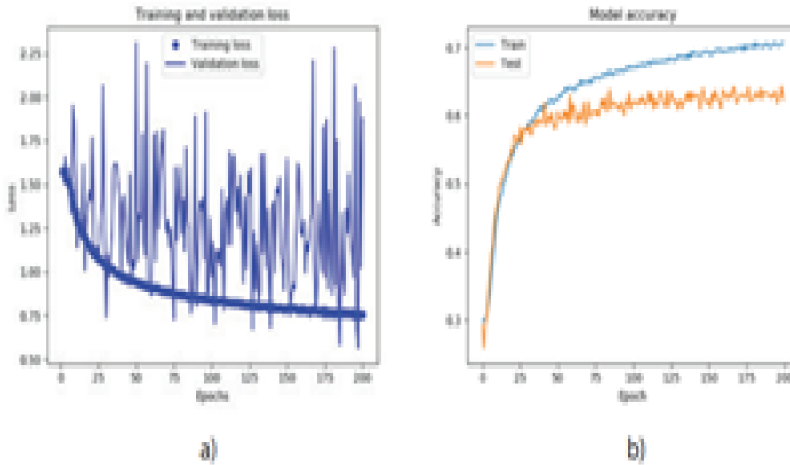 Training and validation loss
Training loss
Validation loss
2.25
2.00
1.75
1.50
1.25
1.00
0.75
0.50
Loss
0 25 50 75 100 125 150 175 200
Epochs
a)
Model accuracy
Train
Test
0.7
0.6
0.5
0.4
0.3
Accuracy
0 25 50 75 100 125 150 175 200
Epoch
b)